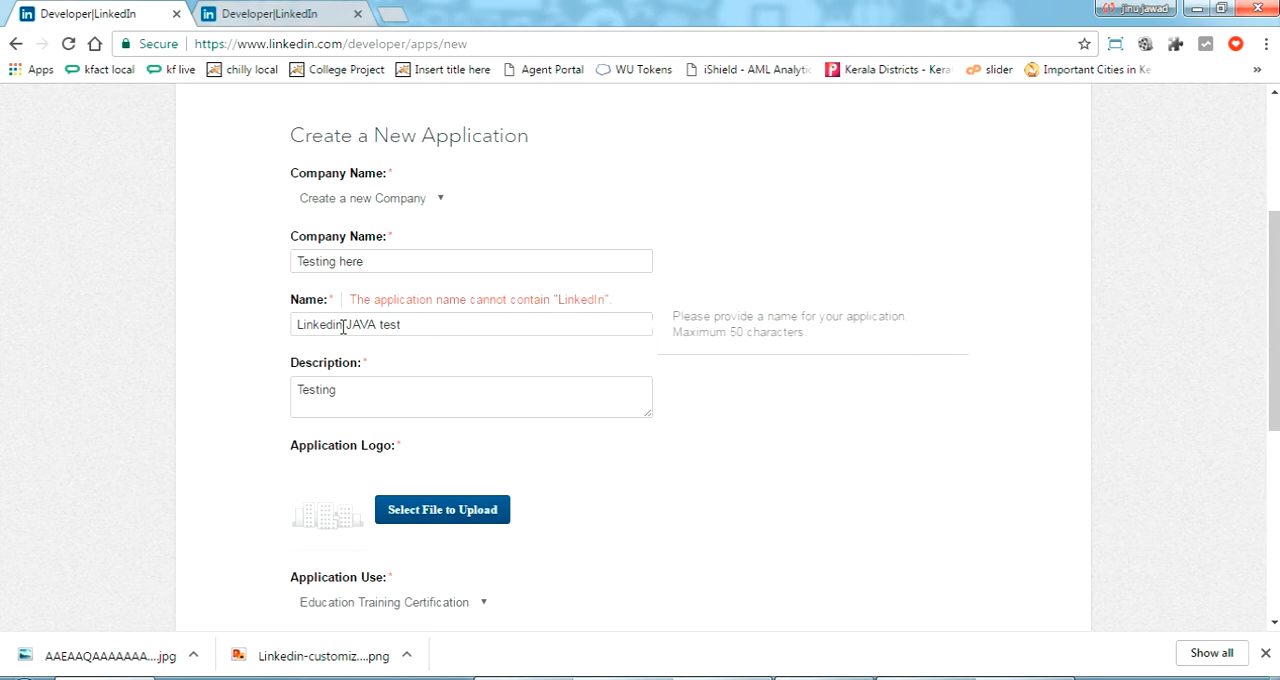 Developer|LinkedIn
Developer|LinkedIn
jinu jawad
Secure
https://www.linkedin.com/developer/apps/new
Apps
kfact local
kf live
chilly local
College Project
Insert title here
Agent Portal
WU Tokens
iShield - AML Analytic
Kerala Districts - Kera
slider
Important Cities in Ke
»
Create a New Application
Company Name:*
Create a new Company
Company Name:*
Testing here
Name:* The application name cannot contain "LinkedIn".
Linkedin JAVA test
Please provide a name for your application.
Maximum 50 characters.
Description:*
Testing
Application Logo:*
Select File to Upload
Application Use:*
Education Training Certification
AAEAAQAAAAAAA....jpg
Linkedin-customiz....png
Show all